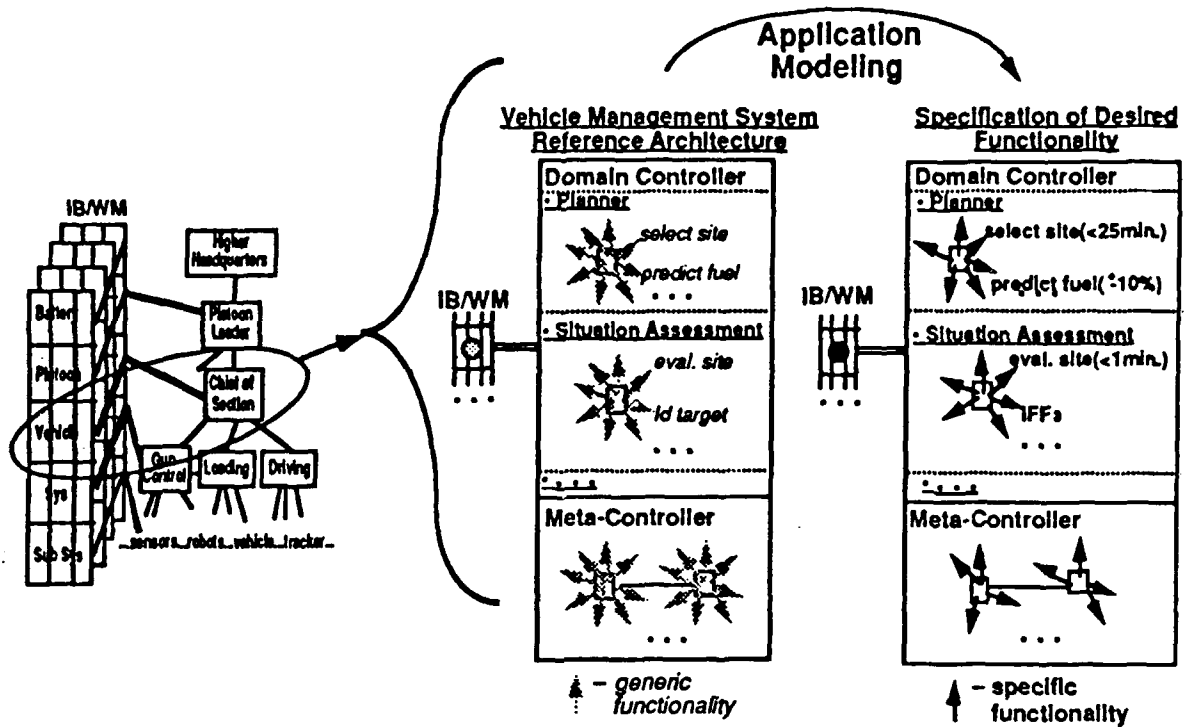 Application
Modeling
Vehicle Management System
Reference Architecture
Specification of Desired
Functionality
IB/WM
Higher
Headquarters
Platoon
Leader
Chief of
Section
Gun
Control
Loading
Driving
Battery
Platoon
Vehicle
Sys
Sub Sys
...sensors...robots...vehicle...tracker...
IB/WM
. . .
Domain Controller
· Planner
select site
predict fuel
. . .
· Situation Assessment
eval. site
Id target
. . .
. . . .
Meta-Controller
. . .
– generic
functionality
IB/WM
. . .
Domain Controller
· Planner
select site(<25min.)
predict fuel(+-10%)
· Situation Assessment
eval. site(<1min.)
IFFs
. . .
. . . .
Meta-Controller
. . .
– specific
functionality